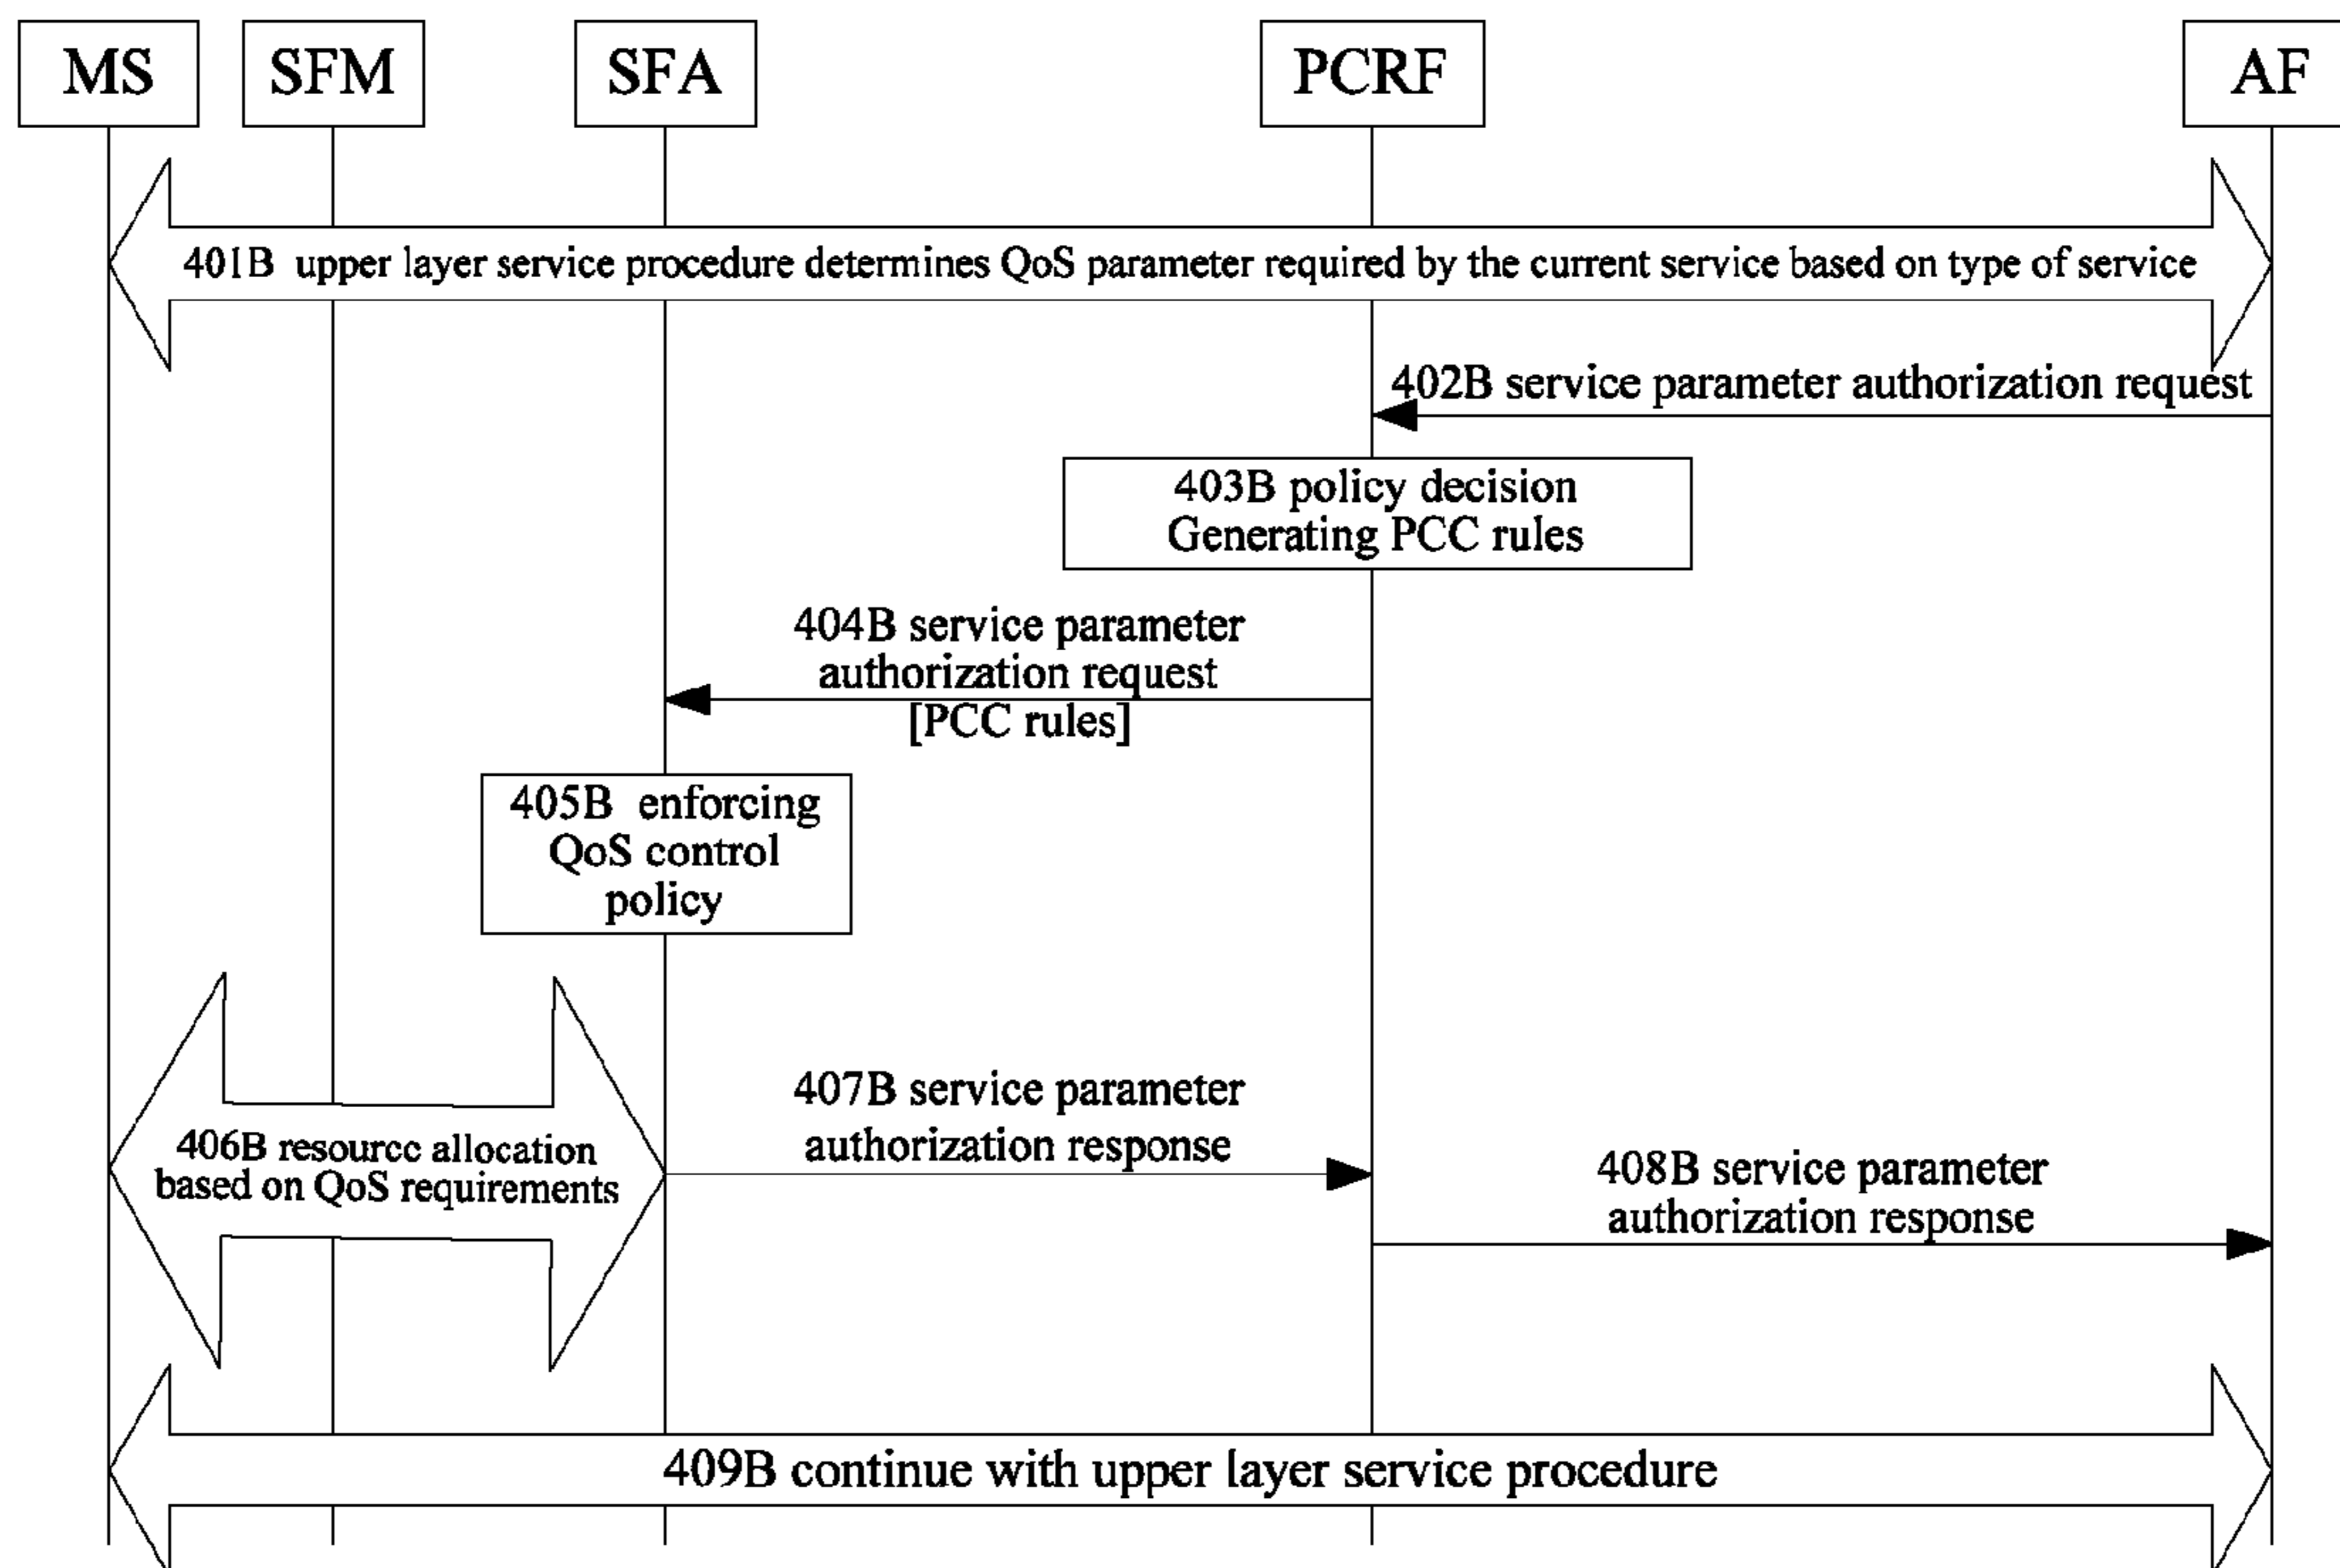 MS
SFM
SFA
PCRF
AF
401B upper layer service procedure determines QoS parameter required by the current service based on type of service
402B service parameter authorization request
403B policy decision
Generating PCC rules
404B service parameter
authorization request
[PCC rules]
405B enforcing
QoS control
policy
406B resource allocation
based on QoS requirements
407B service parameter
authorization response
408B service parameter
authorization response
409B continue with upper layer service procedure